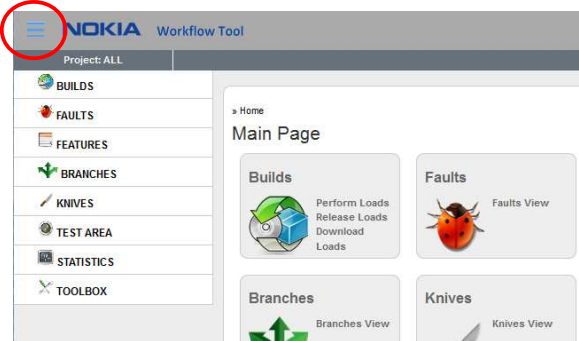 NOKIA Workflow Tool
Project: ALL
BUILDS
FAULTS
FEATURES
BRANCHES
KNIVES
TEST AREA
STATISTICS
TOOLBOX
» Home
Main Page
Builds
Perform Loads
Release Loads
Download
Loads
Faults
Faults View
Branches
Branches View
Knives
Knives View